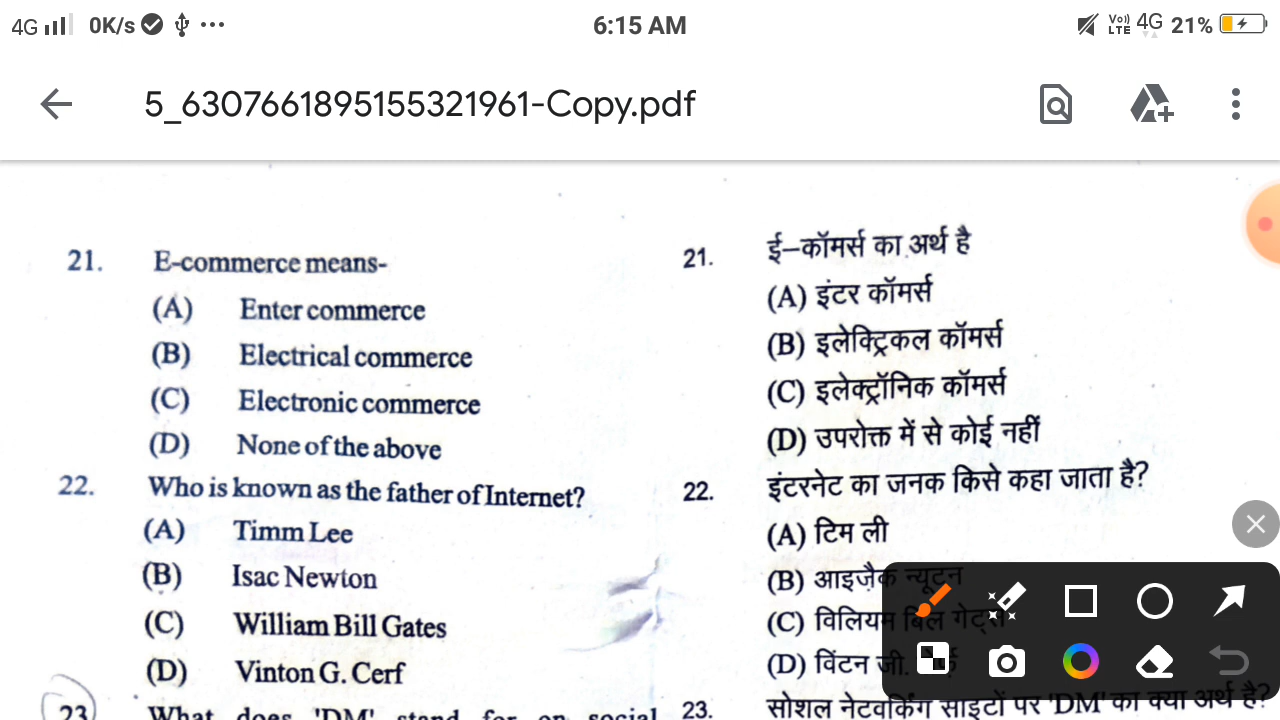 4G 0K/s 6:15 AM Vo)) LTE 4G 21%
5_6307661895155321961-Copy.pdf
21. E-commerce means-
(A) Enter commerce
(B) Electrical commerce
(C) Electronic commerce
(D) None of the above
22. Who is known as the father of Internet?
(A) Timm Lee
(B) Isac Newton
(C) William Bill Gates
(D) Vinton G. Cerf
23 What does 'DM' stand for on social
21. ई–कॉमर्स का अर्थ है
(A) इंटर कॉमर्स
(B) इलेक्ट्रिकल कॉमर्स
(C) इलेक्ट्रॉनिक कॉमर्स
(D) उपरोक्त में से कोई नहीं
22. इंटरनेट का जनक किसे कहा जाता है?
(A) टिम ली
(B) आइज़ैक न्यूटन
(C) विलियम बिल गेट्स
(D) विंटन जी.
23. सोशल नेटवर्किंग साइटों पर 'DM' का क्या अर्थ है?